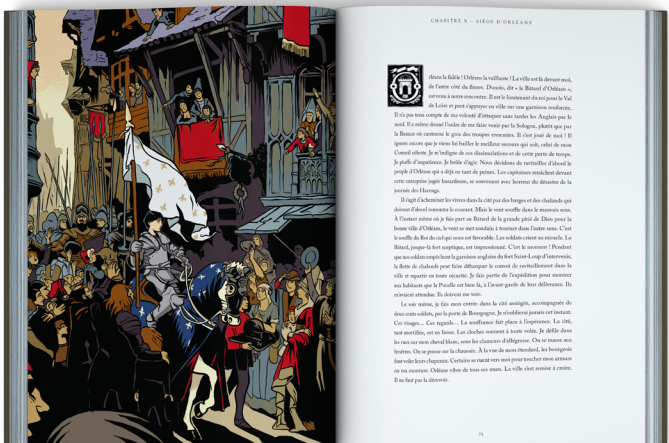 CHAPITRE X - SIÈGE D'ORLÉANS
rléans la fidèle ! Orléans la vaillante ! La ville est là devant moi,
de l'autre côté du fleuve. Dunois, dit « le Bâtard d'Orléans »,
est venu à notre rencontre. Il est le lieutenant du roi pour le Val
de Loire et peut s'appuyer en ville sur une garnison renforcée.
Il n'a pas tenu compte de ma volonté d'attaquer sans tarder les Anglais par le
nord. Il a même donné l'ordre de me faire venir par la Sologne, plutôt que par
la Beauce où cantonne le gros des troupes ennemies. Il s'est joué de moi ! Il
ignore encore que je viens lui bailler le meilleur secours qui soit, celui de mon
Conseil céleste. Je m'indigne de ces dissimulations et de cette perte de temps.
Je piaffe d'impatience. Je brûle d'agir. Nous décidons de ravitailler d'abord le
peuple d'Orléans qui a déjà eu tant de peines. Les capitaines renâclent devant
cette entreprise jugée hasardeuse, se souvenant avec horreur du désastre de la
journée des Harengs.
Il s'agit d'acheminer les vivres dans la cité par des barges et des chalands qui
doivent d'abord remonter le courant. Mais le vent souffle dans le mauvais sens.
À l'instant même où je fais part au Bâtard de la grande pitié de Dieu pour la
bonne ville d'Orléans, le vent se met soudain à tourner dans l'autre sens. C'est
le souffle du Roi du ciel qui nous est favorable. Les soldats crient au miracle. Le
Bâtard, jusque-là fort sceptique, est impressionné. C'est le moment ! Pendant
que nos soldats empêchent la garnison anglaise du fort Saint-Loup d'intervenir,
la flotte de chalands peut faire débarquer le convoi de ravitaillement dans la
ville et repartir en toute sécurité. Je fais partie de l'expédition pour montrer
aux habitants que la Pucelle est bien là, à l'avant-garde de leur délivrance. Ils
m'avaient attendue. Ils doivent me voir.
Le soir même, je fais mon entrée dans la cité assiégée, accompagnée de
deux cents soldats, par la porte de Bourgogne. Je n'oublierai jamais cet instant.
Ces visages… Ces regards… La souffrance fait place à l'espérance. La cité,
tant mortifiée, est en liesse. Les cloches sonnent à toute volée. Je défile dans
les rues sur mon cheval blanc, sous les clameurs d'allégresse. On se masse aux
fenêtres. On se presse sur la chaussée. À la vue de mon étendard, les bourgeois
font voler leurs chapeaux. Certains se ruent vers moi pour toucher mon armure
ou ma monture. Orléans vibre de tous ses murs. La ville s'est remise à croire.
Il ne faut pas la décevoir.
73